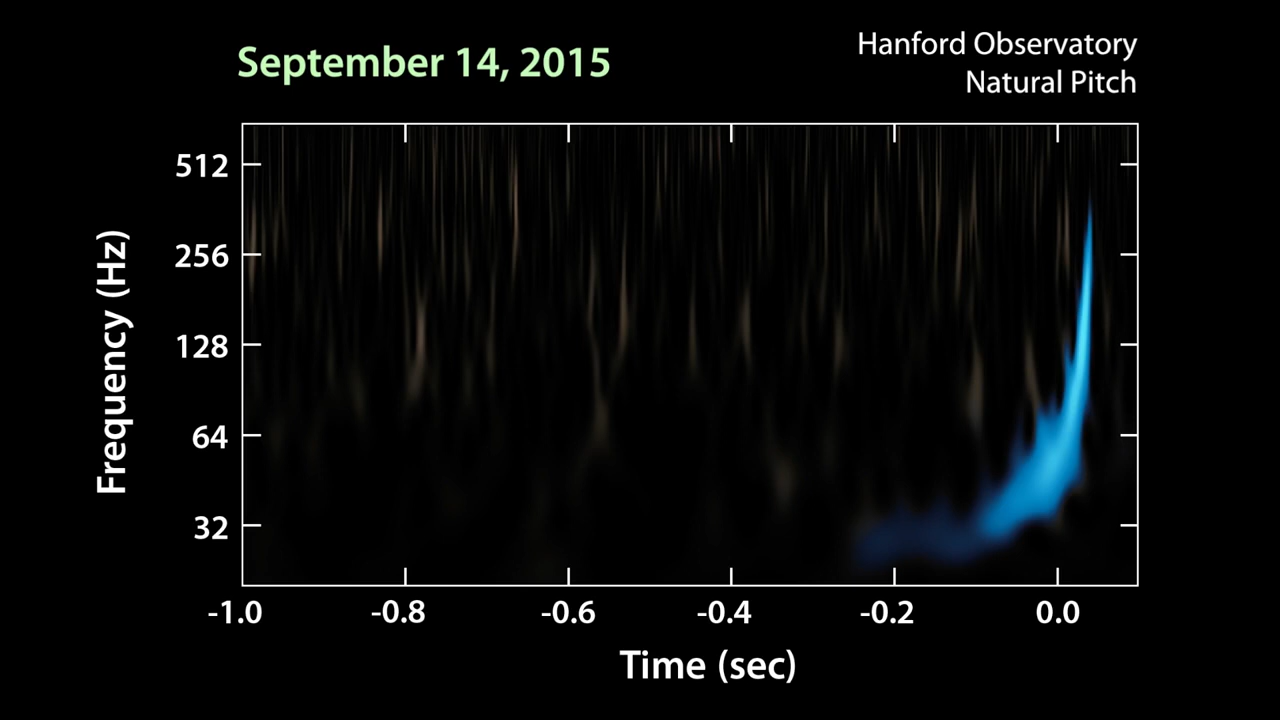 September 14, 2015
Hanford Observatory
Natural Pitch
Frequency (Hz)
512
256
128
64
32
-1.0 -0.8 -0.6 -0.4 -0.2 0.0
Time (sec)